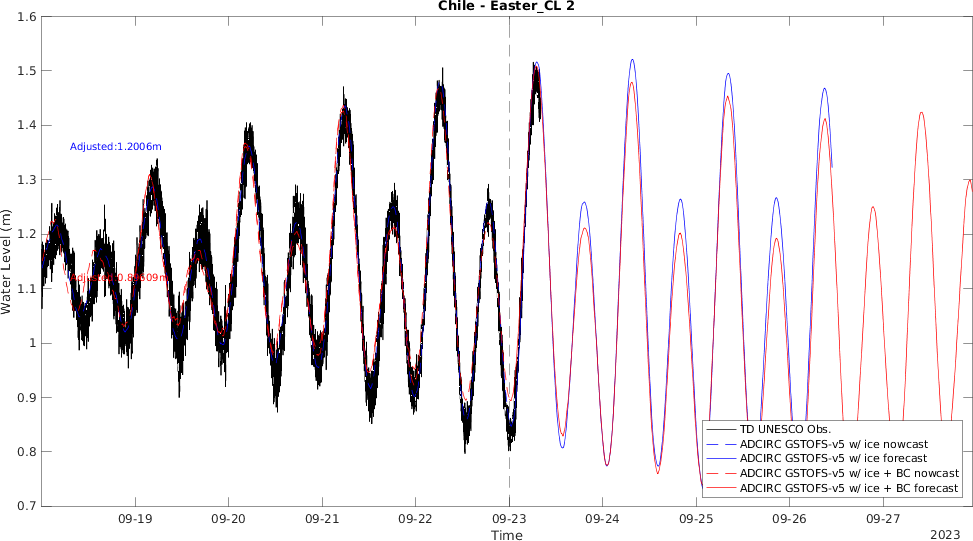 Chile - Easter_CL 2
1.6
1.5
1.4
1.3
1.2
1.1
1
0.9
0.8
0.7
Water Level (m)
Adjusted:1.2006m
TD UNESCO Obs.
ADCIRC GSTOFS-v5 w/ ice nowcast
ADCIRC GSTOFS-v5 w/ ice forecast
ADCIRC GSTOFS-v5 w/ ice + BC nowcast
ADCIRC GSTOFS-v5 w/ ice + BC forecast
09-19
09-20
09-21
09-22
09-23
09-24
09-25
09-26
09-27
Time
2023